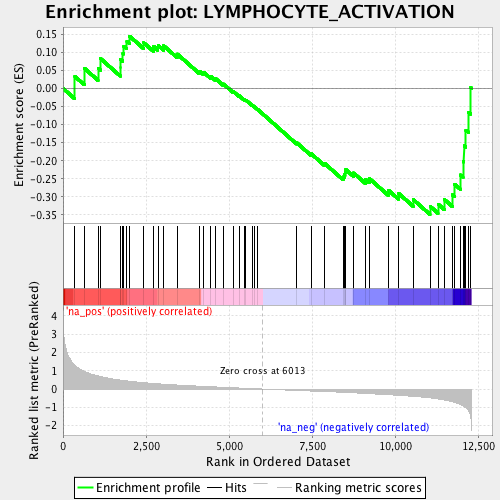 Enrichment plot: LYMPHOCYTE_ACTIVATION
Enrichment score (ES)
0.15
0.10
0.05
0.00
-0.05
-0.10
-0.15
-0.20
-0.25
-0.30
-0.35
'na_pos' (positively correlated)
Ranked list metric (PreRanked)
4
3
2
1
0
-1
-2
Zero cross at 6013
'na_neg' (negatively correlated)
0
2,500
5,000
7,500
10,000
12,500
Rank in Ordered Dataset
Enrichment profile
Hits
Ranking metric scores